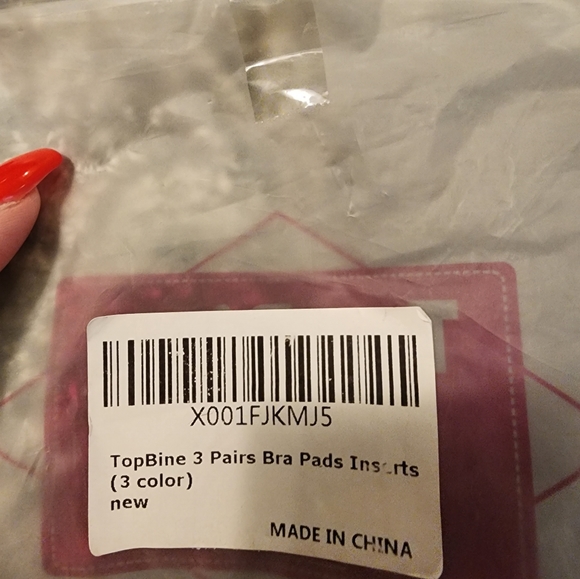 X001FJKMJ5
TopBine 3 Pairs Bra Pads Inserts
(3 color)
new
MADE IN CHINA